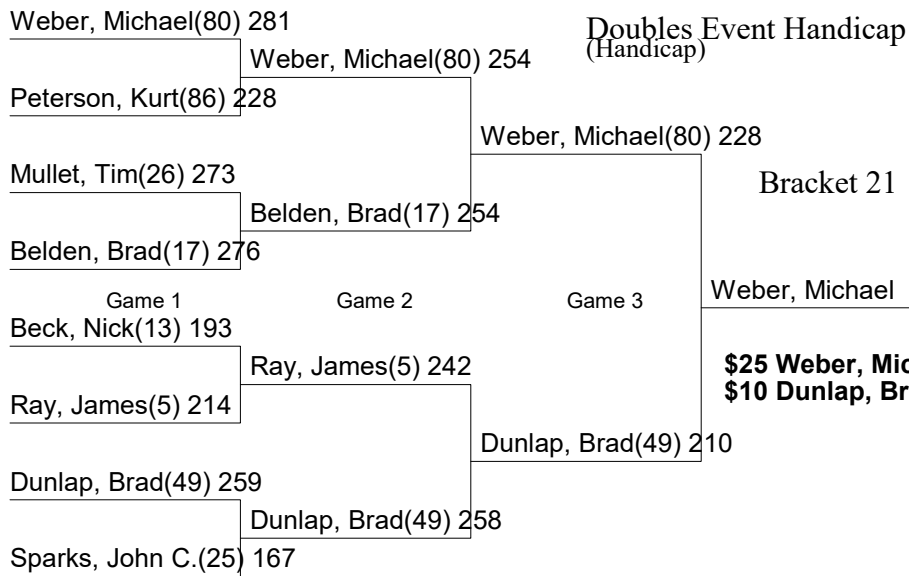 Weber, Michael(80) 281
Doubles Event Handicap
(Handicap)
Weber, Michael(80) 254
Peterson, Kurt(86) 228
Weber, Michael(80) 228
Mullet, Tim(26) 273
Bracket 21
Belden, Brad(17) 254
Belden, Brad(17) 276
Game 1
Game 2
Game 3
Weber, Michael
Beck, Nick(13) 193
Ray, James(5) 242
$25 Weber, Mic
$10 Dunlap, Br
Ray, James(5) 214
Dunlap, Brad(49) 210
Dunlap, Brad(49) 259
Dunlap, Brad(49) 258
Sparks, John C.(25) 167